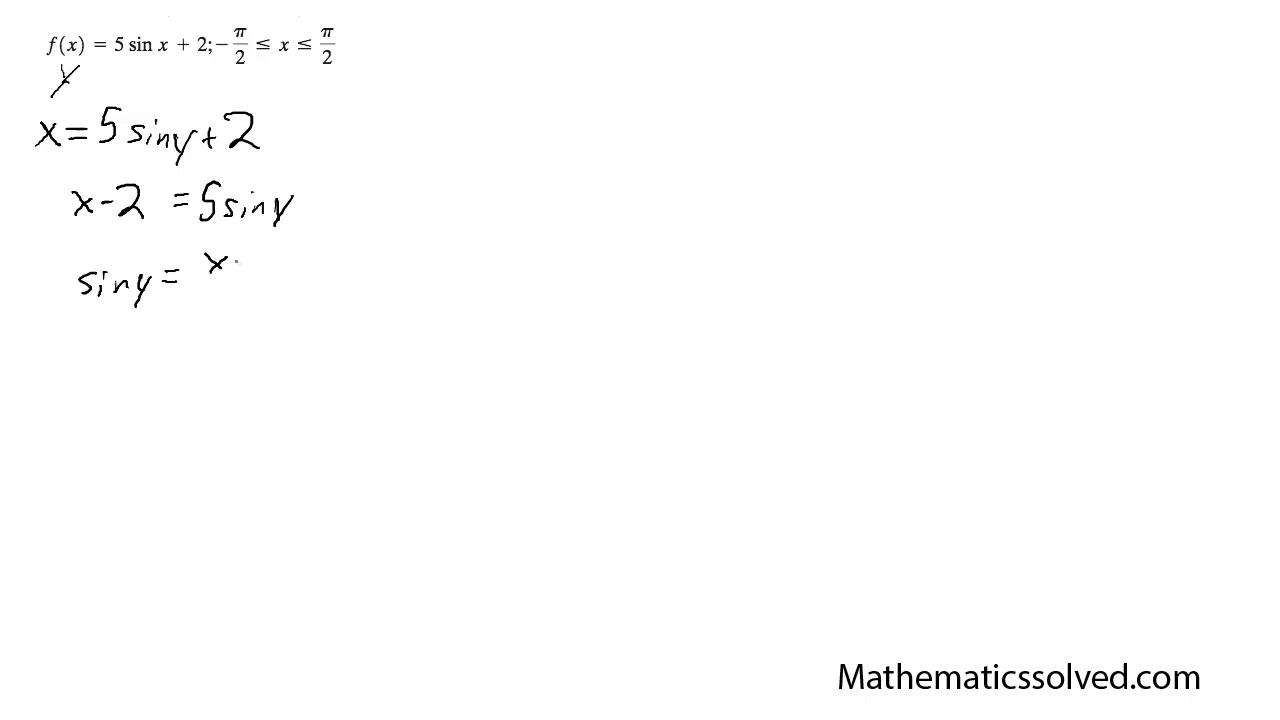 f(x) = 5 sin x + 2; -π/2 ≤ x ≤ π/2
y
x = 5 sin y + 2
x - 2 = 5 sin y
sin y = x -
Mathematicssolved.com